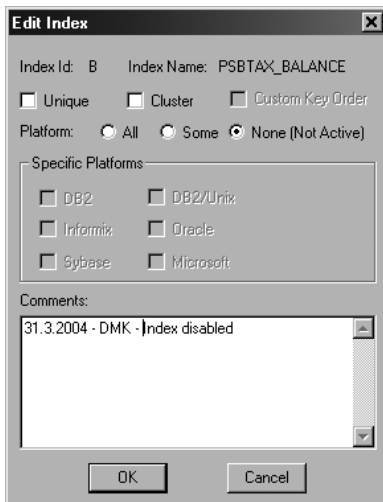 Edit Index
Index Id: B Index Name: PSBTAX_BALANCE
Unique Cluster Custom Key Order
Platform: All Some None (Not Active)
Specific Platforms
DB2 DB2/Unix
Informix Oracle
Sybase Microsoft
Comments:
31.3.2004 - DMK - Index disabled
OK Cancel